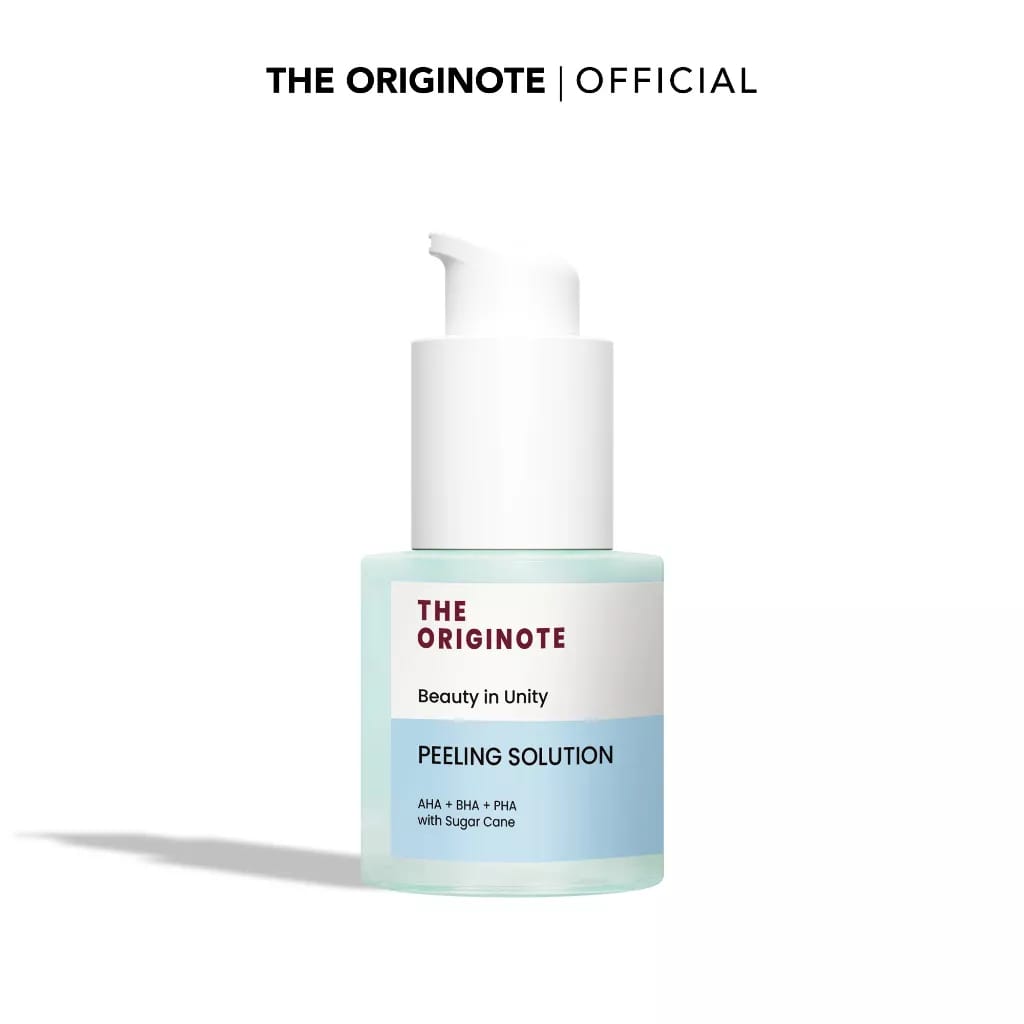 THE ORIGINOTE | OFFICIAL
THE
ORIGINOTE
Beauty in Unity
PEELING SOLUTION
AHA + BHA + PHA
with Sugar Cane